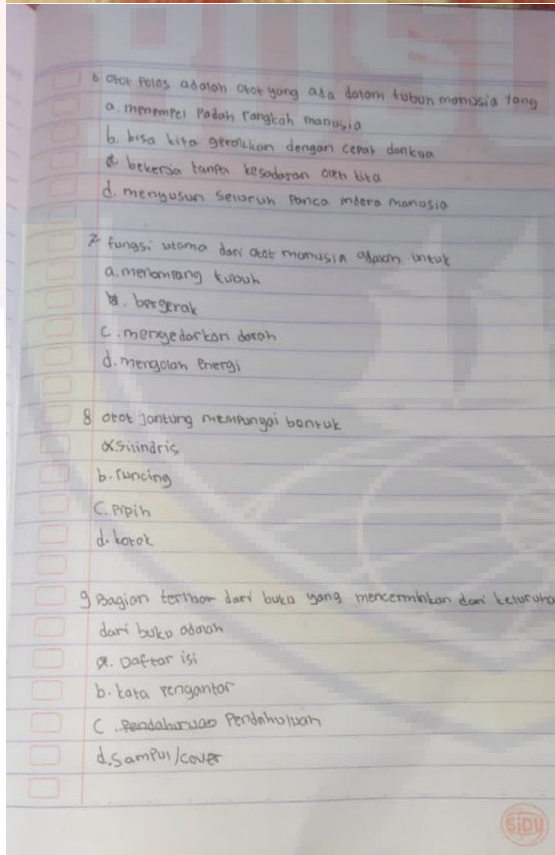 No.
Date
6 otot Polos adalah otot yang ada dalam tubuh manusia yang
a. menempel Padah rangkah manusia
b. bisa kita gerakkan dengan cepat dankua
c. bekerja tanpa kesadaran oleh kita
d. menyusun seluruh Panca indera manusia
7 fungsi utama dari otot manusia adalah untuk
a. menompang tubuh
b. bergerak
c. mengedarkan darah
d. mengolah Energi
8 otot jantung mempunyai bentuk
a silindris
b. runcing
C. pipih
d. kotak
9 Bagian terluar dari buku yang mencerminkan dari keluruha
dari buku adalah
a. Daftar isi
b. kata pengantar
C. Pendahuluan
d. Sampul/cover
SIDU